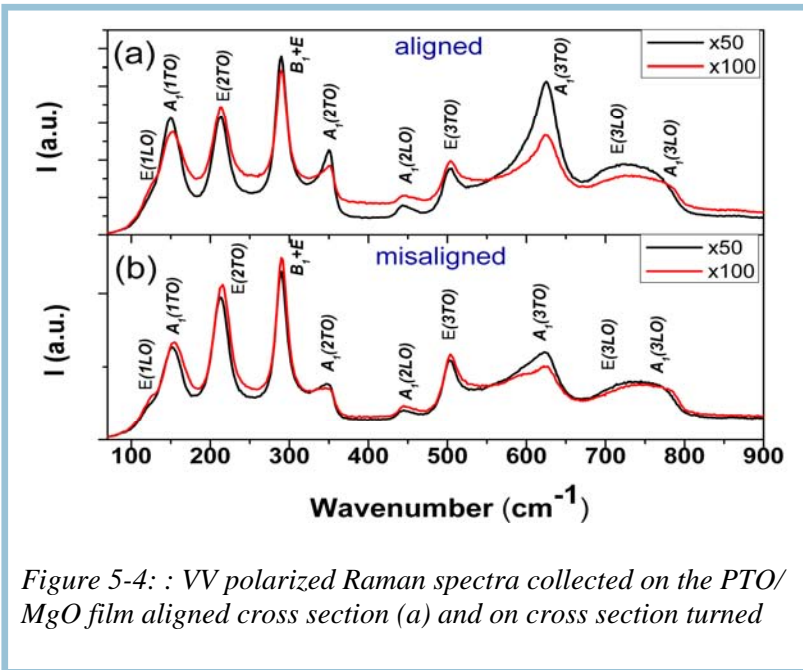 (a)
aligned
x50
x100
I (a.u.)
E(1LO)
A1(1TO)
E(2TO)
B1+E
A1(2TO)
A1(2LO)
E(3TO)
A1(3TO)
E(3LO)
A1(3LO)
(b)
misaligned
x50
x100
I (a.u.)
E(1LO)
A1(1TO)
E(2TO)
B1+E
A1(2TO)
A1(2LO)
E(3TO)
A1(3TO)
E(3LO)
A1(3LO)
100 200 300 400 500 600 700 800 900
Wavenumber (cm-1)
Figure 5-4: : VV polarized Raman spectra collected on the PTO/
MgO film aligned cross section (a) and on cross section turned